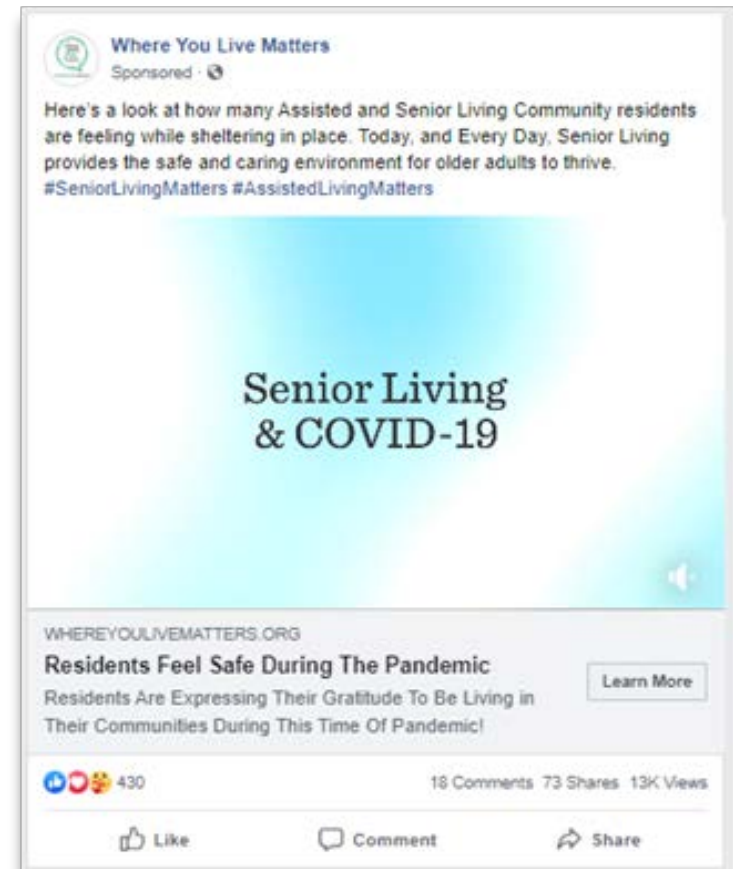 Where You Live Matters
Sponsored ·
Here's a look at how many Assisted and Senior Living Community residents
are feeling while sheltering in place. Today, and Every Day, Senior Living
provides the safe and caring environment for older adults to thrive.
#SeniorLivingMatters #AssistedLivingMatters
Senior Living
& COVID-19
WHEREYOULIVEMATTERS.ORG
Residents Feel Safe During The Pandemic
Learn More
Residents Are Expressing Their Gratitude To Be Living in
Their Communities During This Time Of Pandemic!
430 18 Comments 73 Shares 13K Views
Like Comment Share